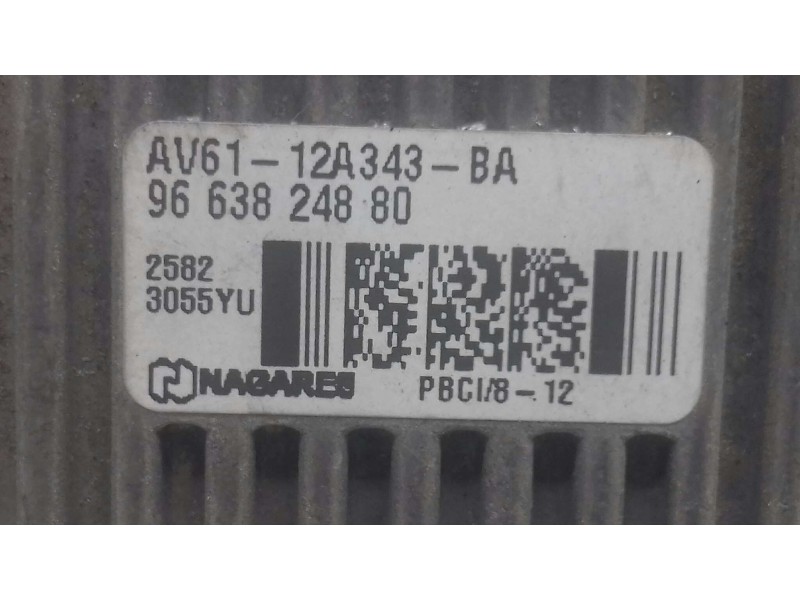 AV61-12A343-BA
96 638 248 80
2582
3055YU
NAGARES
PBCI/8-12